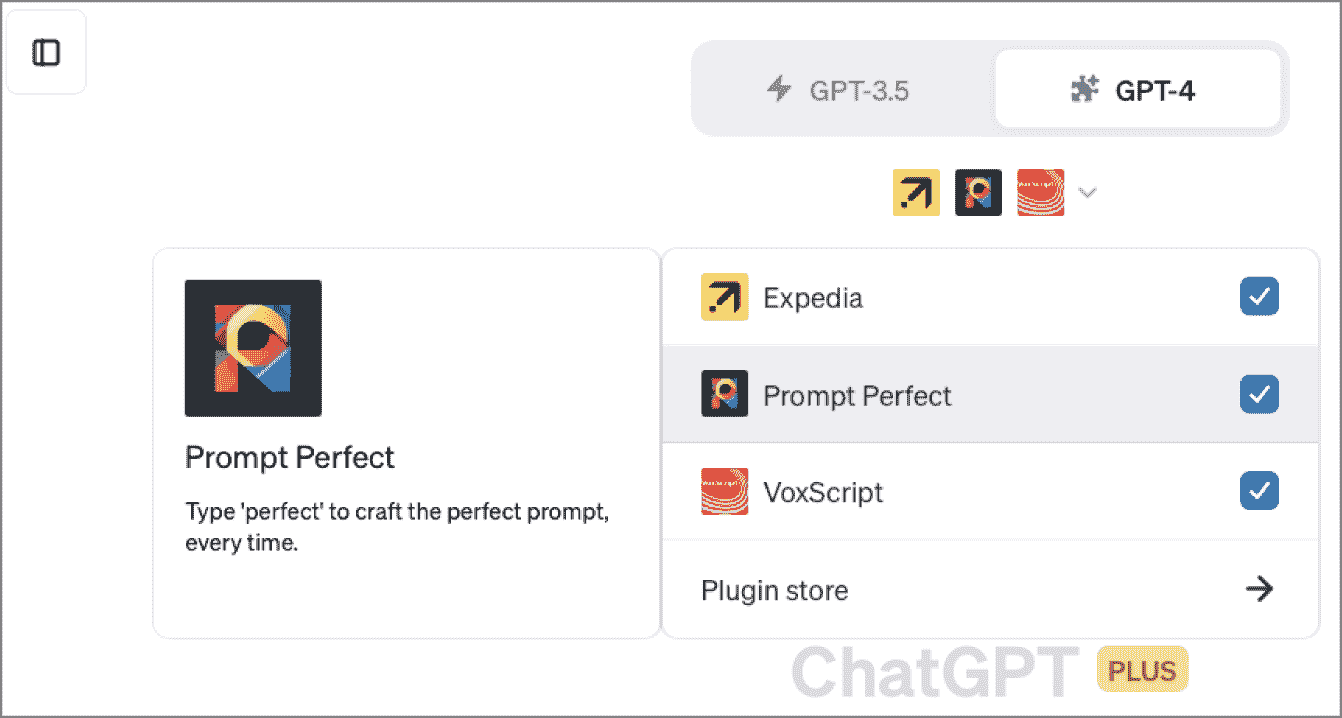 GPT-3.5
GPT-4
Expedia
Prompt Perfect
VoxScript
Plugin store
Prompt Perfect
Type 'perfect' to craft the perfect prompt,
every time.
ChatGPT PLUS